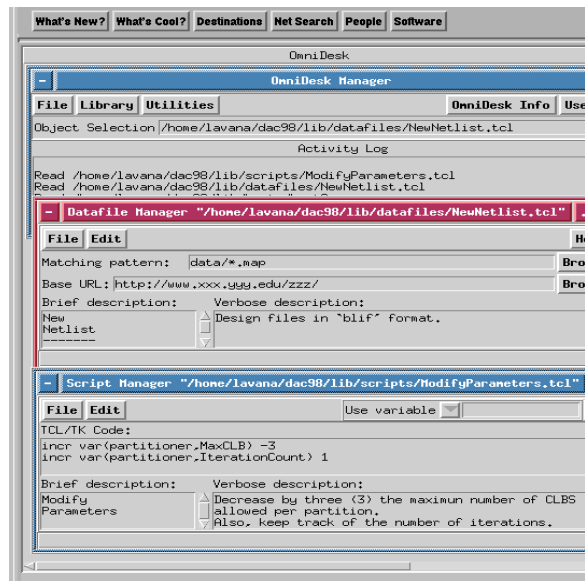 What's New? What's Cool? Destinations Net Search People Software
OmniDesk
OmniDesk Manager
File Library Utilities OmniDesk Info Use
Object Selection /home/lavana/dac98/lib/datafiles/NewNetlist.tcl
Activity Log
Read /home/lavana/dac98/lib/scripts/ModifyParameters.tcl
Read /home/lavana/dac98/lib/datafiles/NewNetlist.tcl
Datafile Manager "/home/lavana/dac98/lib/datafiles/NewNetlist.tcl"
File Edit He
Matching pattern: data/*.map Bro
Base URL: http://www.xxx.yyy.edu/zzz/ Bro
Brief description: Verbose description:
New Design files in `blif` format.
Netlist
-------
Script Manager "/home/lavana/dac98/lib/scripts/ModifyParameters.tcl"
File Edit Use variable
TCL/TK Code:
incr var(partitioner,MaxCLB) -3
incr var(partitioner,IterationCount) 1
Brief description: Verbose description:
Modify Decrease by three (3) the maximun number of CLBS
Parameters allowed per partition.
Also, keep track of the number of iterations.